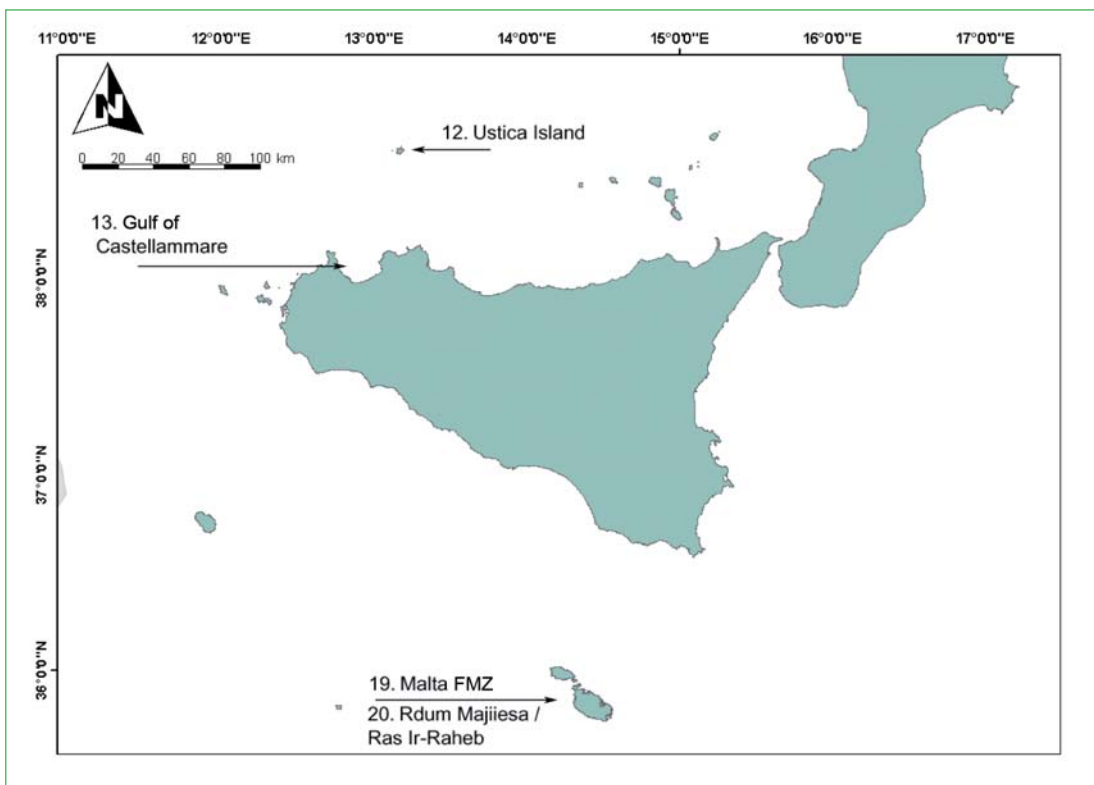 11°0'0"E 12°0'0"E 13°0'0"E 14°0'0"E 15°0'0"E 16°0'0"E 17°0'0"E
N
0 20 40 60 80 100 km
12. Ustica Island
13. Gulf of
Castellammare
38°0'0"N
37°0'0"N
36°0'0"N
19. Malta FMZ
20. Rdum Majiiesa /
Ras Ir-Raheb